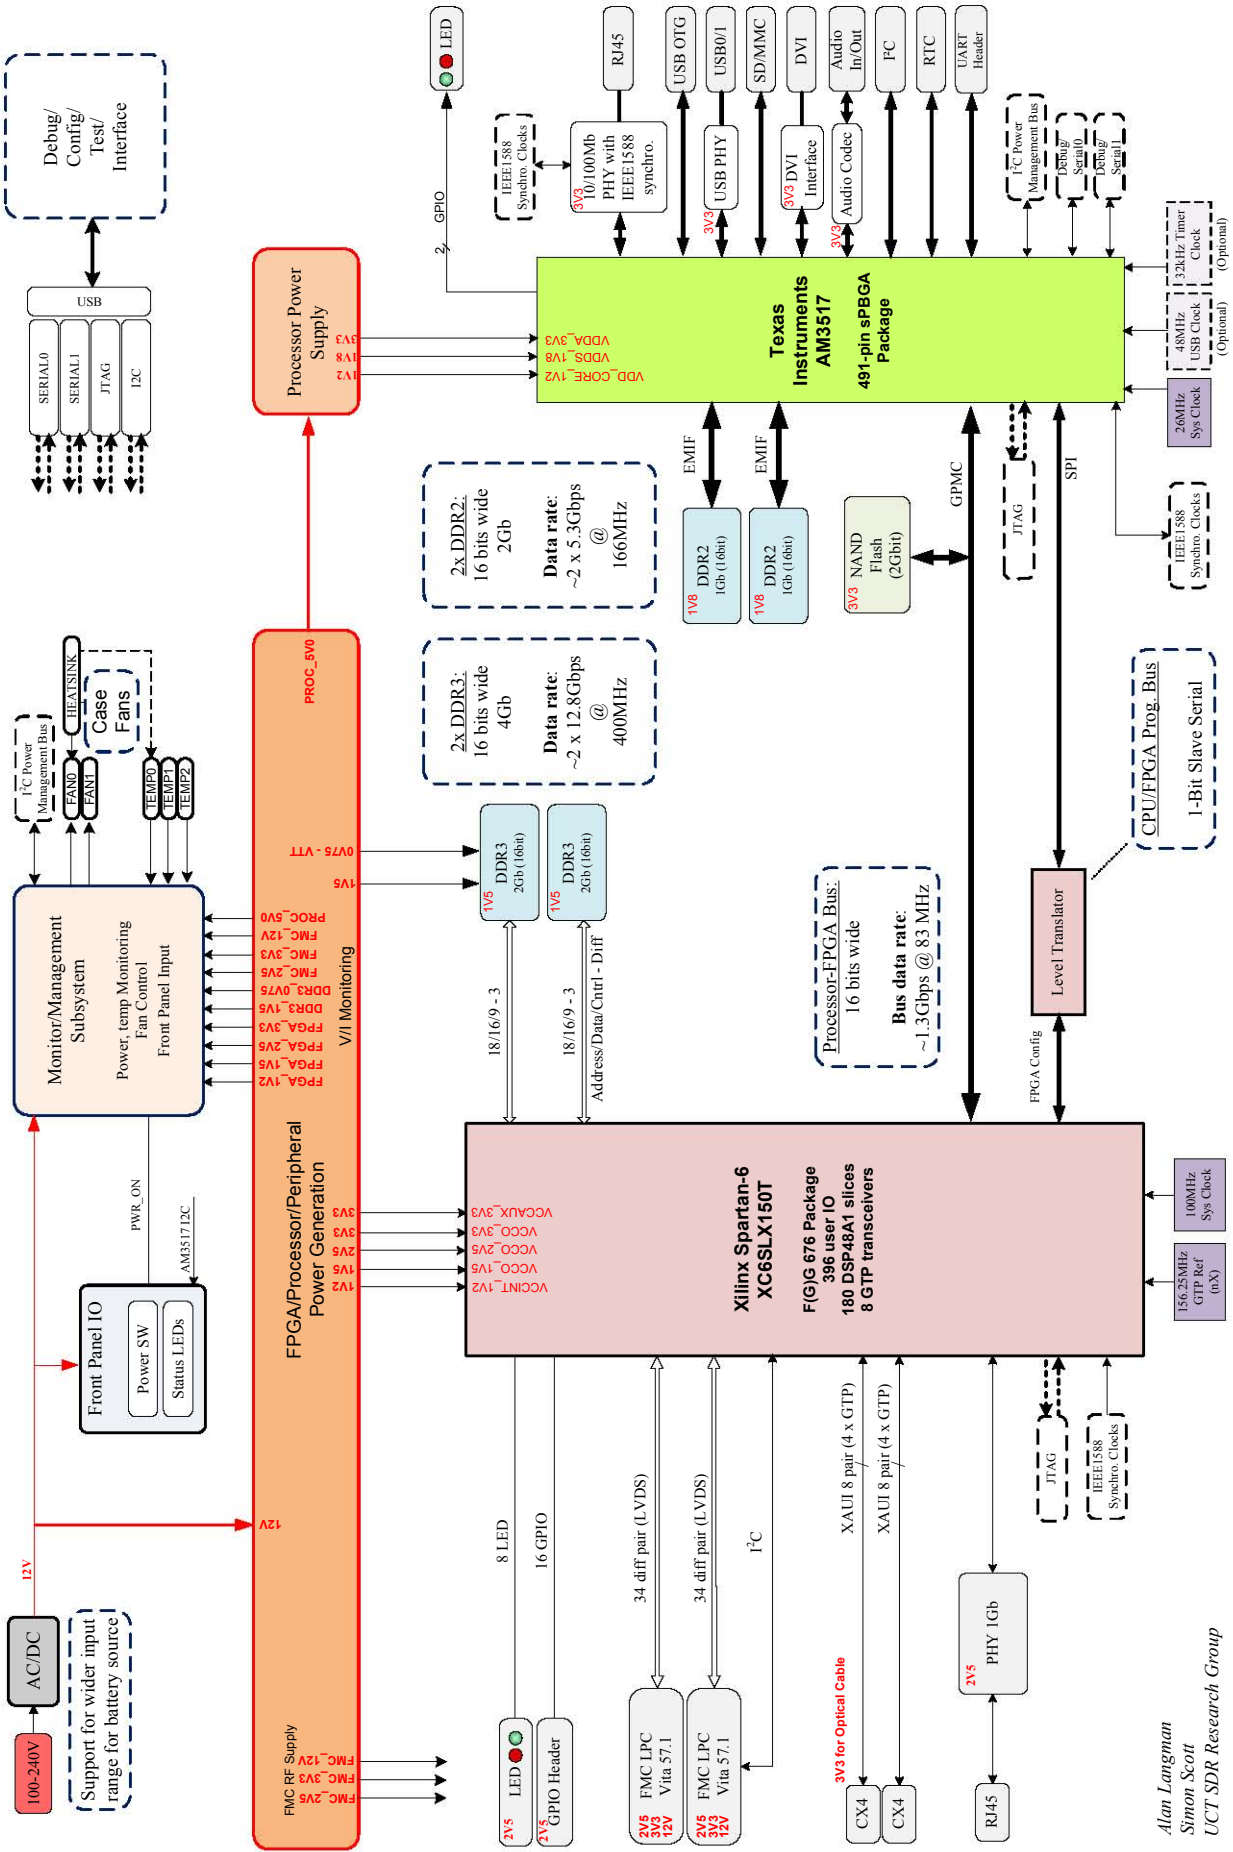 100-240V
AC/DC
12V
Support for wider input
range for battery source
Front Panel IO
Power SW
Status LEDs
PWR_ON
AM3517 I2C
Monitor/Management
Subsystem
Power, temp Monitoring
Fan Control
Front Panel Input
I²C Power
Management Bus
FAN0
FAN1
HEATSINK
Case
Fans
TEMP0
TEMP1
TEMP2
SERIAL0
SERIAL1
JTAG
I2C
USB
Debug/
Config/
Test/
Interface
FPGA/Processor/Peripheral
Power Generation
V/I Monitoring
12V
FPGA_1V2
FPGA_1V5
FPGA_2V5
FPGA_3V3
DDR3_1V5
DDR3_0V75
FMC_2V5
FMC_3V3
FMC_12V
PROC_5V0
PROC_5V0
FMC RF Supply
FMC_12V
FMC_3V3
FMC_2V5
3V3
3V3
2V5
1V5
1V2
1V5
0V75 - VTT
Processor Power
Supply
3V3
1V8
1V2
VDDA_3V3
VDDS_1V8
VDD_CORE_1V2
2
GPIO
LED
2V5
LED
8 LED
2V5
GPIO Header
16 GPIO
2V5
3V3
12V
FMC LPC
Vita 57.1
34 diff pair (LVDS)
2V5
3V3
12V
FMC LPC
Vita 57.1
34 diff pair (LVDS)
I²C
3V3 for Optical Cable
CX4
XAUI 8 pair (4 x GTP)
CX4
XAUI 8 pair (4 x GTP)
RJ45
2V5
PHY 1Gb
JTAG
IEEE1588
Synchro. Clocks
VCCAUX_3V3
VCCO_3V3
VCCO_2V5
VCCO_1V5
VCCINT_1V2
Xilinx Spartan-6
XC6SLX150T
F(G)G 676 Package
396 user IO
180 DSP48A1 slices
8 GTP transceivers
156.25MHz
GTP Ref
(nX)
100MHz
Sys Clock
18/16/9 - 3
18/16/9 - 3
Address/Data/Cntrl - Diff
1V5
DDR3
2Gb (16bit)
1V5
DDR3
2Gb (16bit)
2x DDR3:
16 bits wide
4Gb
Data rate:
~2 x 12.8Gbps
@
400MHz
2x DDR2:
16 bits wide
2Gb
Data rate:
~2 x 5.3Gbps
@
166MHz
1V8
DDR2
1Gb (16bit)
1V8
DDR2
1Gb (16bit)
EMIF
EMIF
3V3
NAND
Flash
(2Gbit)
GPMC
Processor-FPGA Bus:
16 bits wide
Bus data rate:
~1.3Gbps @ 83 MHz
FPGA Config
Level Translator
SPI
CPU/FPGA Prog. Bus
1-Bit Slave Serial
JTAG
IEEE1588
Synchro. Clocks
Texas
Instruments
AM3517
491-pin sPBGA
Package
26MHz
Sys Clock
48MHz
USB Clock
(Optional)
32kHz Timer
Clock
(Optional)
IEEE1588
Synchro. Clocks
3V3
10/100Mb
PHY with
IEEE1588
synchro.
RJ45
USB OTG
3V3
USB PHY
USB0/1
SD/MMC
3V3
DVI
Interface
DVI
3V3
Audio Codec
Audio
In/Out
I²C
RTC
UART
Header
I²C Power
Management Bus
Debug/
Serial0
Debug/
Serial1
Alan Langman
Simon Scott
UCT SDR Research Group